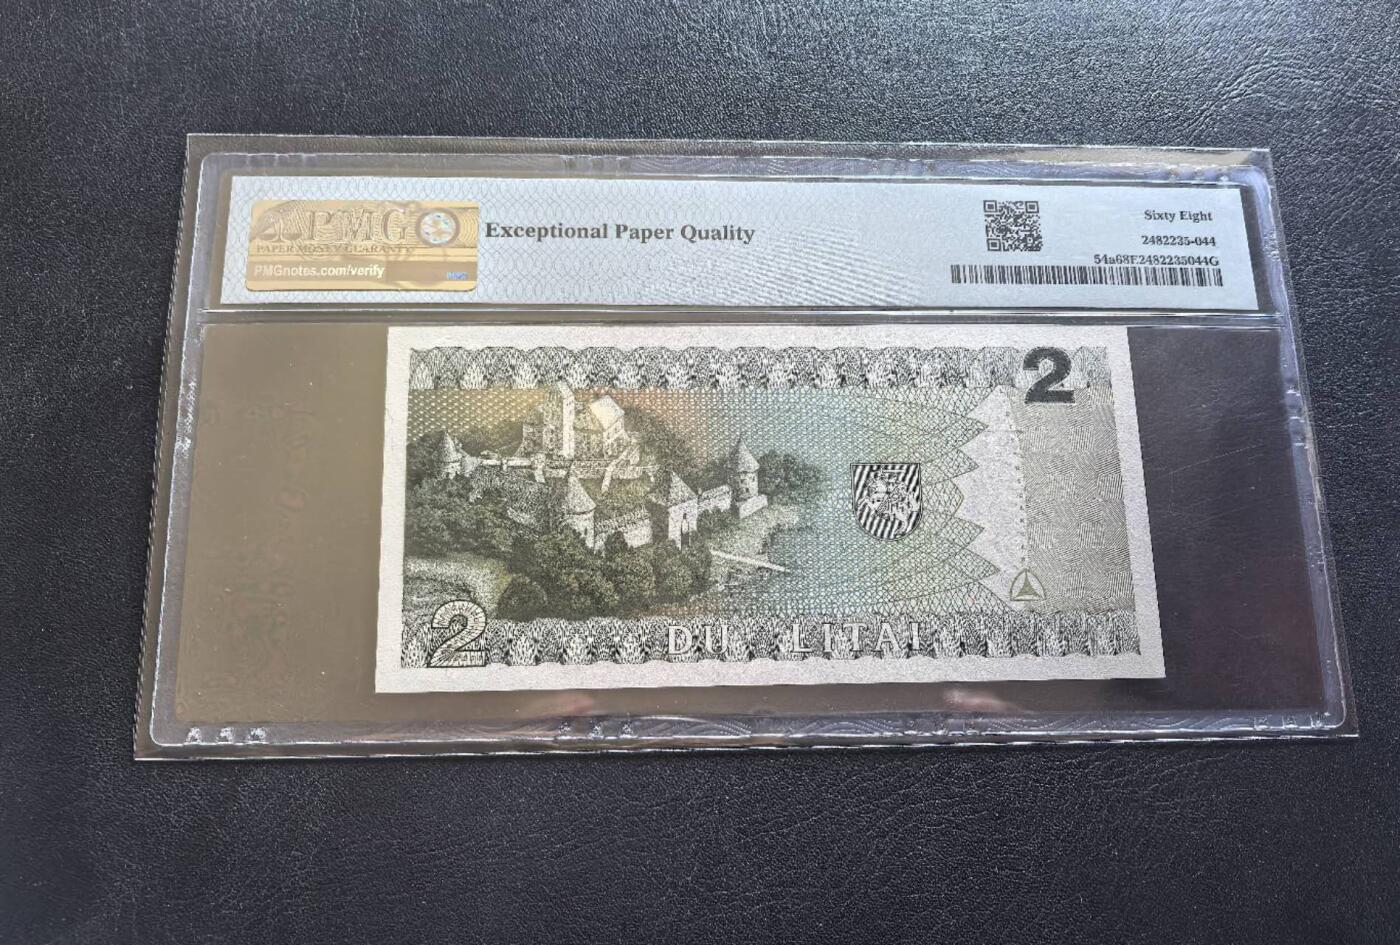 PMG
PAPER MONEY GUARANTY
PMGnotes.com/verify
Exceptional Paper Quality
Sixty Eight
2482235-044
54a68E2482235044G
2
2
DU LITAI